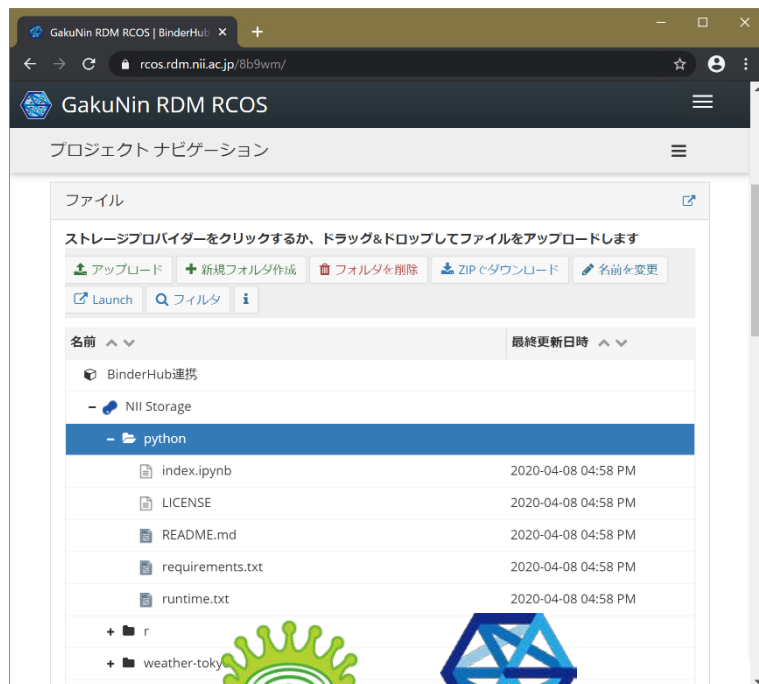 GakuNin RDM RCOS | BinderHub
rcos.rdm.nii.ac.jp/8b9wm/
GakuNin RDM RCOS
プロジェクト ナビゲーション
ファイル
ストレージプロバイダーをクリックするか、ドラッグ&ドロップしてファイルをアップロードします
アップロード 新規フォルダ作成 フォルダを削除 ZIPでダウンロード 名前を変更
Launch フィルタ i
名前 最終更新日時
BinderHub連携
NII Storage
python
index.ipynb 2020-04-08 04:58 PM
LICENSE 2020-04-08 04:58 PM
README.md 2020-04-08 04:58 PM
requirements.txt 2020-04-08 04:58 PM
runtime.txt 2020-04-08 04:58 PM
r
weather-toky